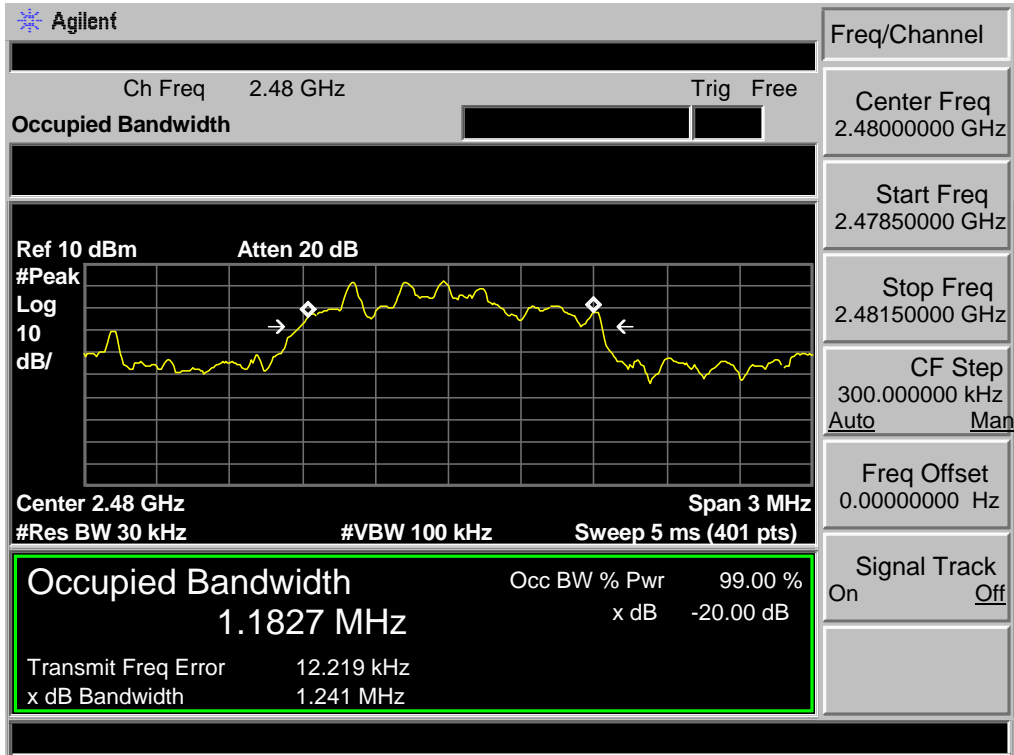 Agilent
Freq/Channel
Ch Freq 2.48 GHz Trig Free
Occupied Bandwidth
Center Freq
2.48000000 GHz
Start Freq
2.47850000 GHz
Ref 10 dBm Atten 20 dB
#Peak
Log
10
dB/
Stop Freq
2.48150000 GHz
CF Step
300.000000 kHz
Auto Man
Center 2.48 GHz Span 3 MHz
#Res BW 30 kHz #VBW 100 kHz Sweep 5 ms (401 pts)
Freq Offset
0.00000000 Hz
Occupied Bandwidth Occ BW % Pwr 99.00 %
1.1827 MHz x dB -20.00 dB
Transmit Freq Error 12.219 kHz
x dB Bandwidth 1.241 MHz
Signal Track
On Off